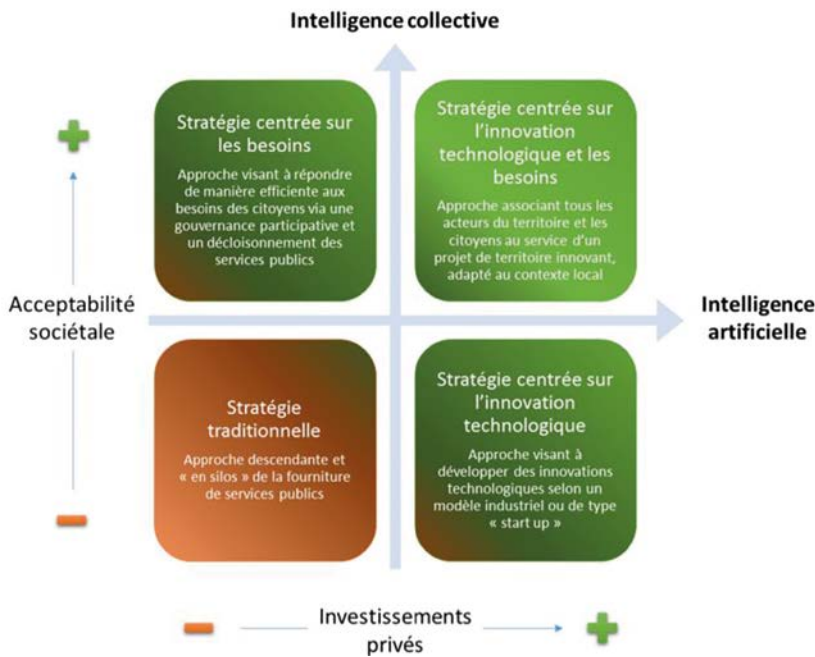 Intelligence collective
Stratégie centrée sur
les besoins
Approche visant à répondre
de manière efficiente aux
besoins des citoyens via une
gouvernance participative et
un décloisonnement des
services publics
Stratégie centrée sur
l'innovation
technologique et les
besoins
Approche associant tous les
acteurs du territoire et les
citoyens au service d'un
projet de territoire innovant,
adapté au contexte local
Acceptabilité
sociétale
Intelligence
artificielle
Stratégie
traditionnelle
Approche descendante et
« en silos » de la fourniture
de services publics
Stratégie centrée sur
l'innovation
technologique
Approche visant à
développer des innovations
technologiques selon un
modèle industriel ou de type
« start up »
Investissements
privés